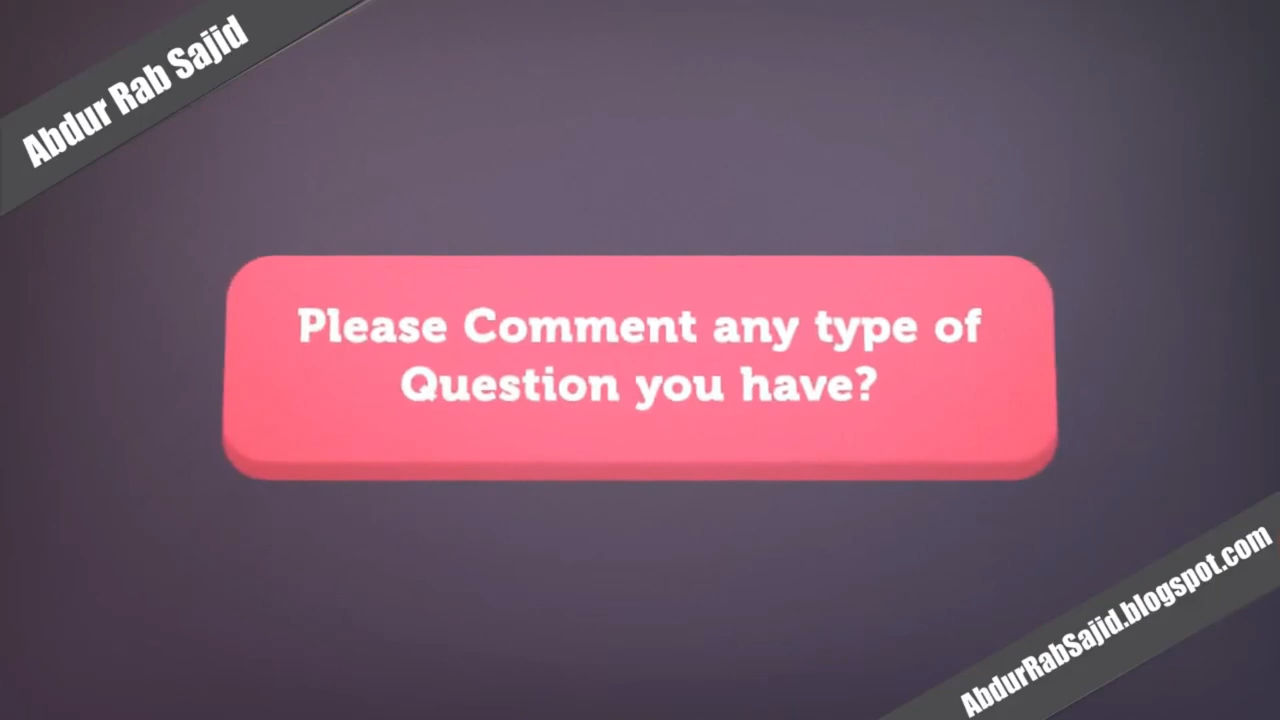 Abdur Rab Sajid
Please Comment any type of
Question you have?
AbdurRabSajid.blogspot.com